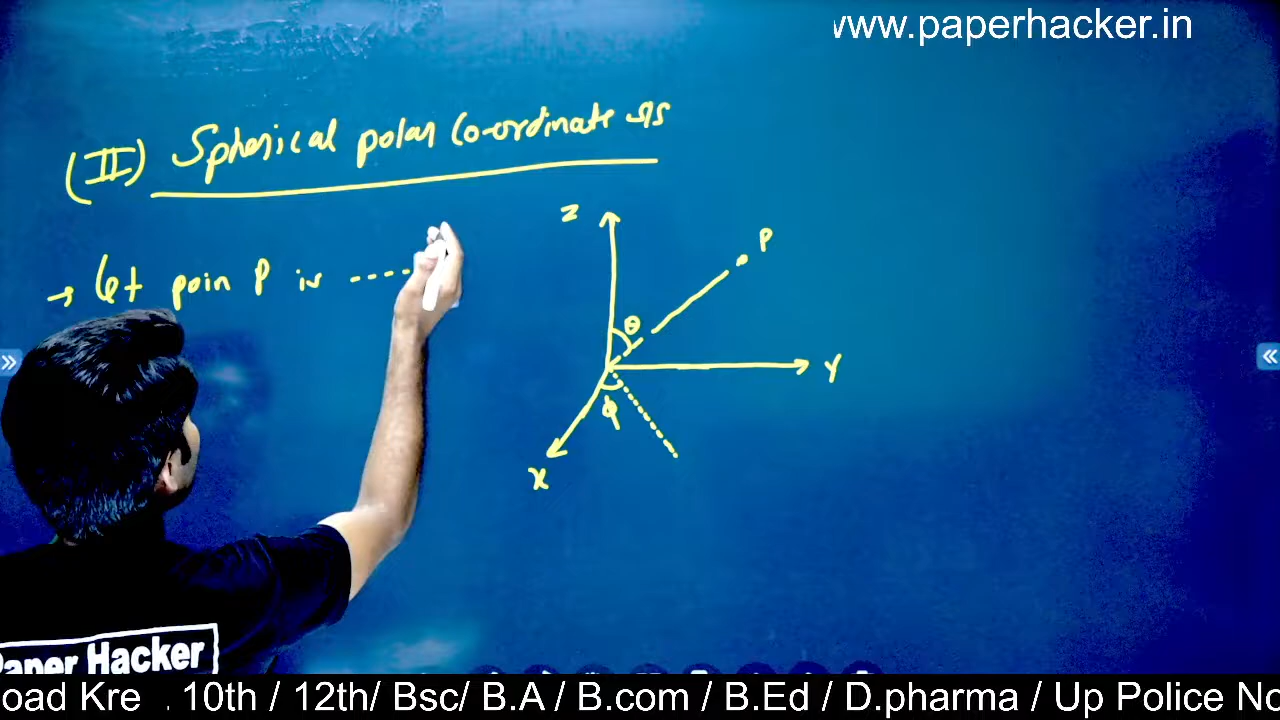 www.paperhacker.in
(II) Spherical polar Co-ordinate
→ let poin P is -----
Z
P
θ
Y
ϕ
X
Paper Hacker
oad Kre . 10th / 12th/ Bsc/ B.A / B.com / B.Ed / D.pharma / Up Police No